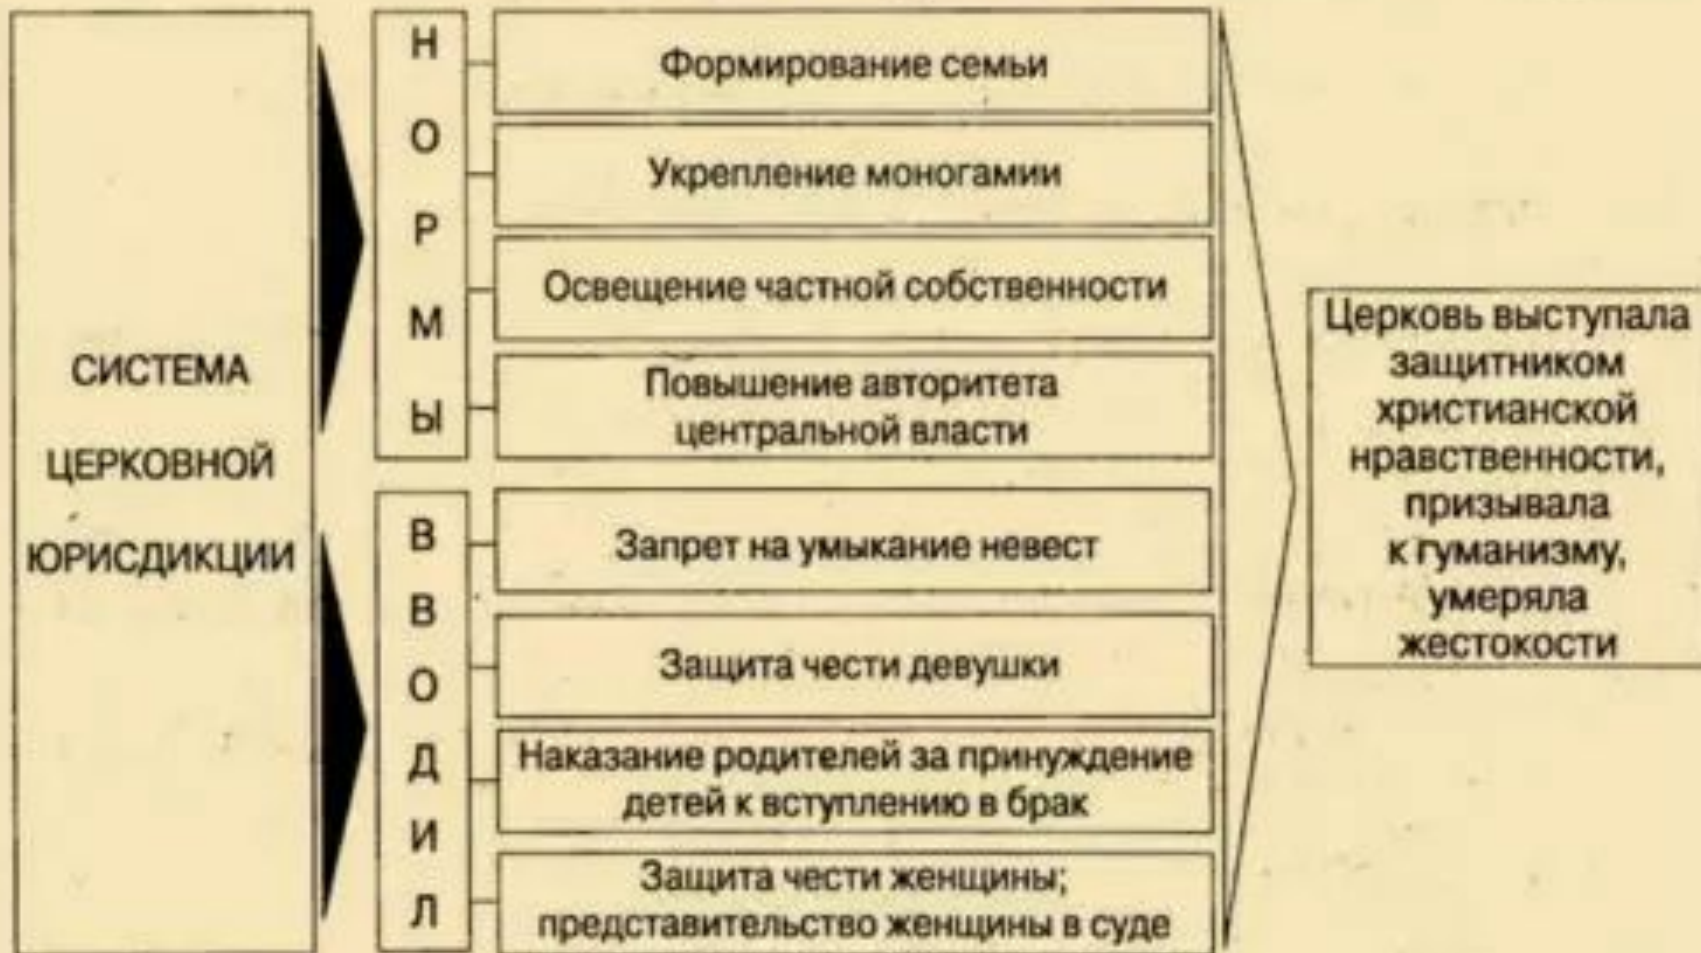 СИСТЕМА
ЦЕРКОВНОЙ
ЮРИСДИКЦИИ
НОРМЫ
Формирование семьи
Укрепление моногамии
Освещение частной собственности
Повышение авторитета
центральной власти
ВВОДИЛ
Запрет на умыкание невест
Защита чести девушки
Наказание родителей за принуждение
детей к вступлению в брак
Защита чести женщины;
представительство женщины в суде
Церковь выступала
защитником
христианской
нравственности,
призывала
к гуманизму,
умеряла
жестокости